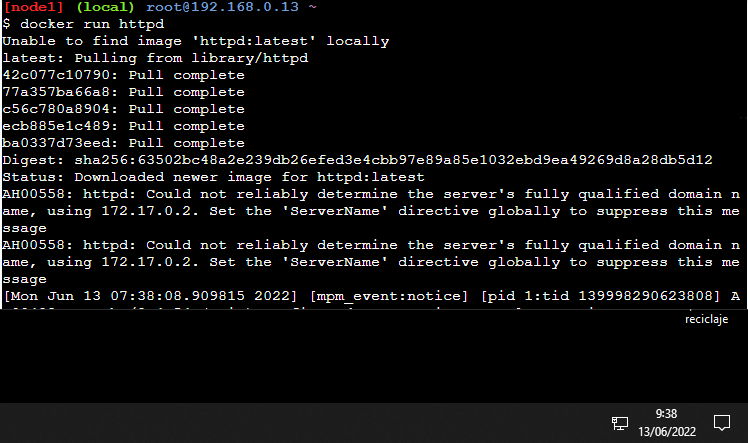 [node1] (local) root@192.168.0.13 ~
$ docker run httpd
Unable to find image 'httpd:latest' locally
latest: Pulling from library/httpd
42c077c10790: Pull complete
77a357ba66a8: Pull complete
c56c780a8904: Pull complete
ecb885e1c489: Pull complete
ba0337d73eed: Pull complete
Digest: sha256:63502bc48a2e239db26efed3e4cbb97e89a85e1032ebd9ea49269d8a28db5d12
Status: Downloaded newer image for httpd:latest
AH00558: httpd: Could not reliably determine the server's fully qualified domain n
ame, using 172.17.0.2. Set the 'ServerName' directive globally to suppress this me
ssage
AH00558: httpd: Could not reliably determine the server's fully qualified domain n
ame, using 172.17.0.2. Set the 'ServerName' directive globally to suppress this me
ssage
[Mon Jun 13 07:38:08.909815 2022] [mpm_event:notice] [pid 1:tid 139998290623808] A
reciclaje
9:38
13/06/2022